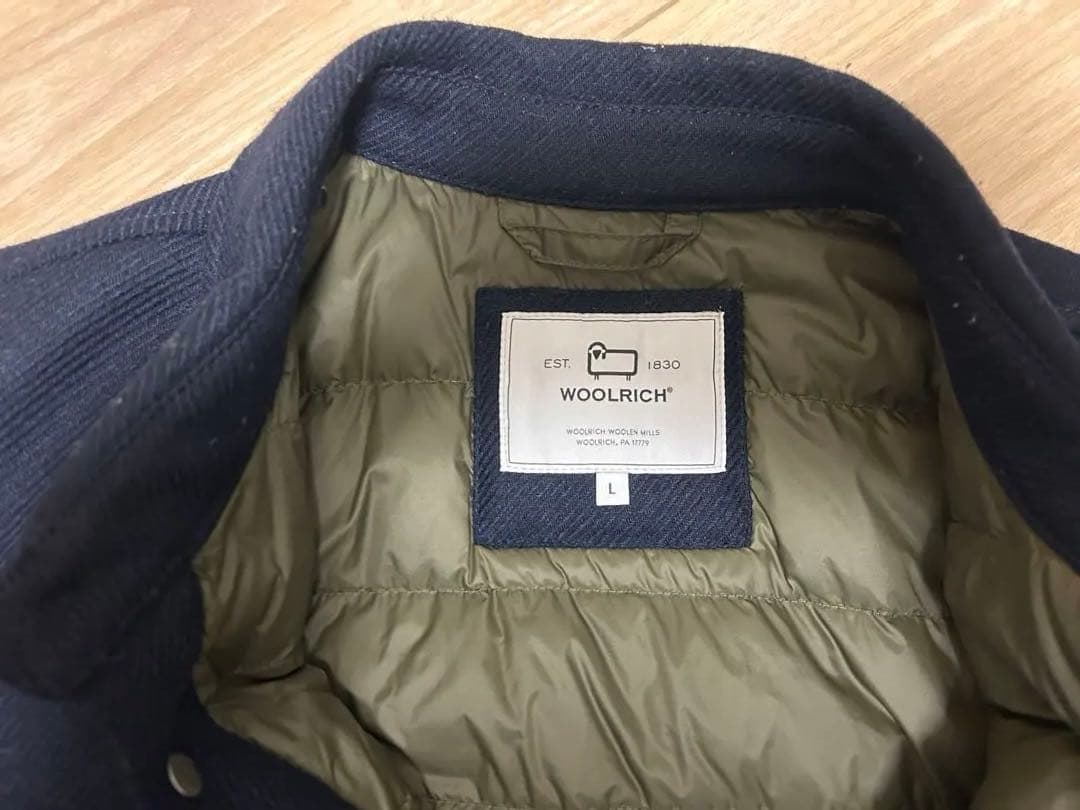 EST. 1830
WOOLRICH®
WOOLRICH WOOLEN MILLS
WOOLRICH, PA 17779
L